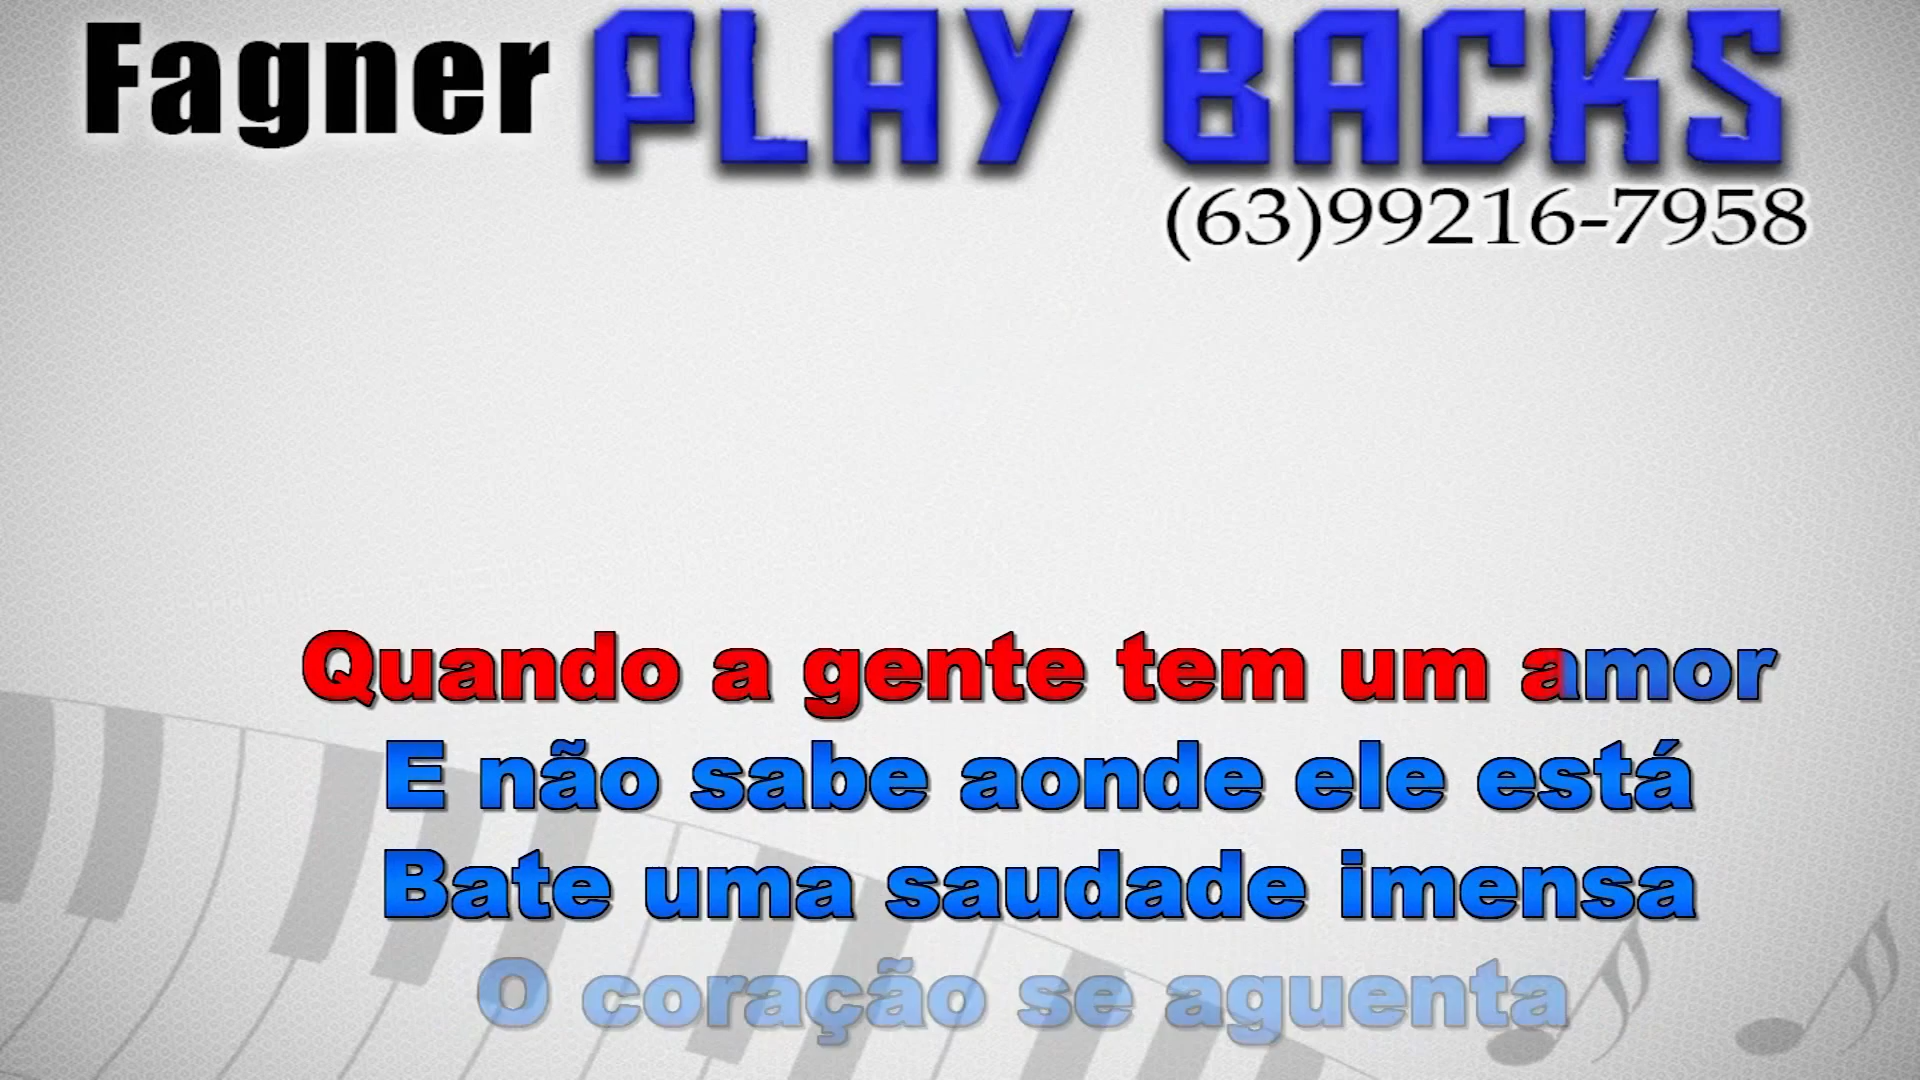 Fagner PLAY BACKS
(63)99216-7958
Quando a gente tem um amor
E não sabe aonde ele está
Bate uma saudade imensa
O coração se aguenta